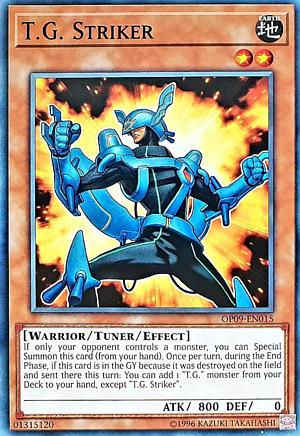 T.G. STRIKER
EARTH
地
OP09-EN015
[WARRIOR/TUNER/EFFECT]
If only your opponent controls a monster, you can Special
Summon this card (from your hand). Once per turn, during the End
Phase, if this card is in the GY because it was destroyed on the field
and sent there this turn: You can add 1 "T.G." monster from your
Deck to your hand, except "T.G. Striker".
ATK/ 800 DEF/ 0
01315120
©1996 KAZUKI TAKAHASHI